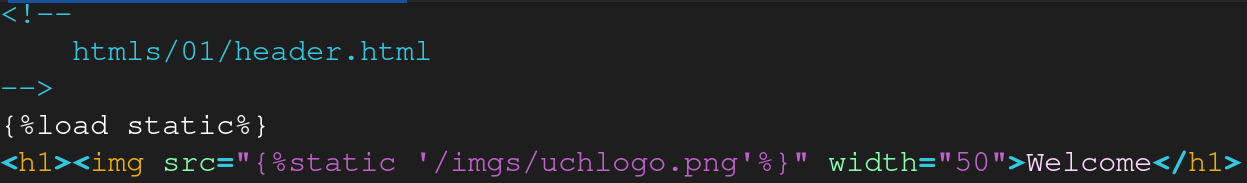 <!--
    htmls/01/header.html
-->
{%load static%}
<h1><img src="{%static '/imgs/uchlogo.png'%}" width="50">Welcome</h1>